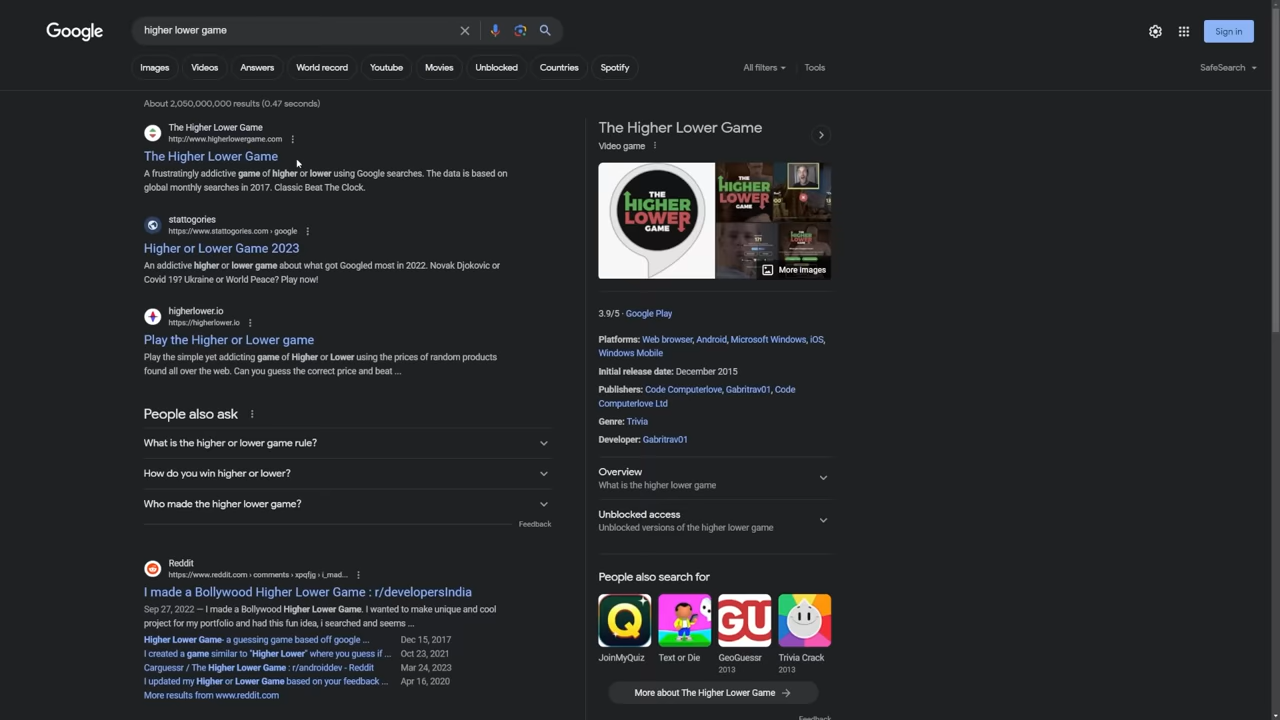 Google
higher lower game
Sign in
Images
Videos
Answers
World record
Youtube
Movies
Unblocked
Countries
Spotify
All filters
Tools
SafeSearch
About 2,050,000,000 results (0.47 seconds)
The Higher Lower Game
http://www.higherlowergame.com
The Higher Lower Game
A frustratingly addictive game of higher or lower using Google searches. The data is based on
global monthly searches in 2017. Classic Beat The Clock.
stattogories
https://www.stattogories.com › google
Higher or Lower Game 2023
An addictive higher or lower game about what got Googled most in 2022. Novak Djokovic or
Covid 19? Ukraine or World Peace? Play now!
higherlower.io
https://higherlower.io
Play the Higher or Lower game
Play the simple yet addicting game of Higher or Lower using the prices of random products
found all over the web. Can you guess the correct price and beat ...
People also ask
What is the higher or lower game rule?
How do you win higher or lower?
Who made the higher lower game?
Feedback
Reddit
https://www.reddit.com › comments › xpqfjg › i_mad...
I made a Bollywood Higher Lower Game : r/developersIndia
Sep 27, 2022 — I made a Bollywood Higher Lower Game. I wanted to make unique and cool
project for my portfolio and had this fun idea, i searched and seems ...
Higher Lower Game- a guessing game based off google ... Dec 15, 2017
I created a game similar to "Higher Lower" where you guess if ... Oct 23, 2021
Carguessr / The Higher Lower Game : r/androiddev - Reddit Mar 24, 2023
I updated my Higher or Lower Game based on your feedback ... Apr 16, 2020
More results from www.reddit.com
The Higher Lower Game
Video game
THE
HIGHER
LOWER
GAME
THE
HIGHER
LOWER
GAME
171
More images
3.9/5 · Google Play
Platforms: Web browser, Android, Microsoft Windows, iOS,
Windows Mobile
Initial release date: December 2015
Publishers: Code Computerlove, Gabritrav01, Code
Computerlove Ltd
Genre: Trivia
Developer: Gabritrav01
Overview
What is the higher lower game
Unblocked access
Unblocked versions of the higher lower game
People also search for
Q
GU
JoinMyQuiz
Text or Die
GeoGuessr
2013
Trivia Crack
2013
More about The Higher Lower Game
Feedback